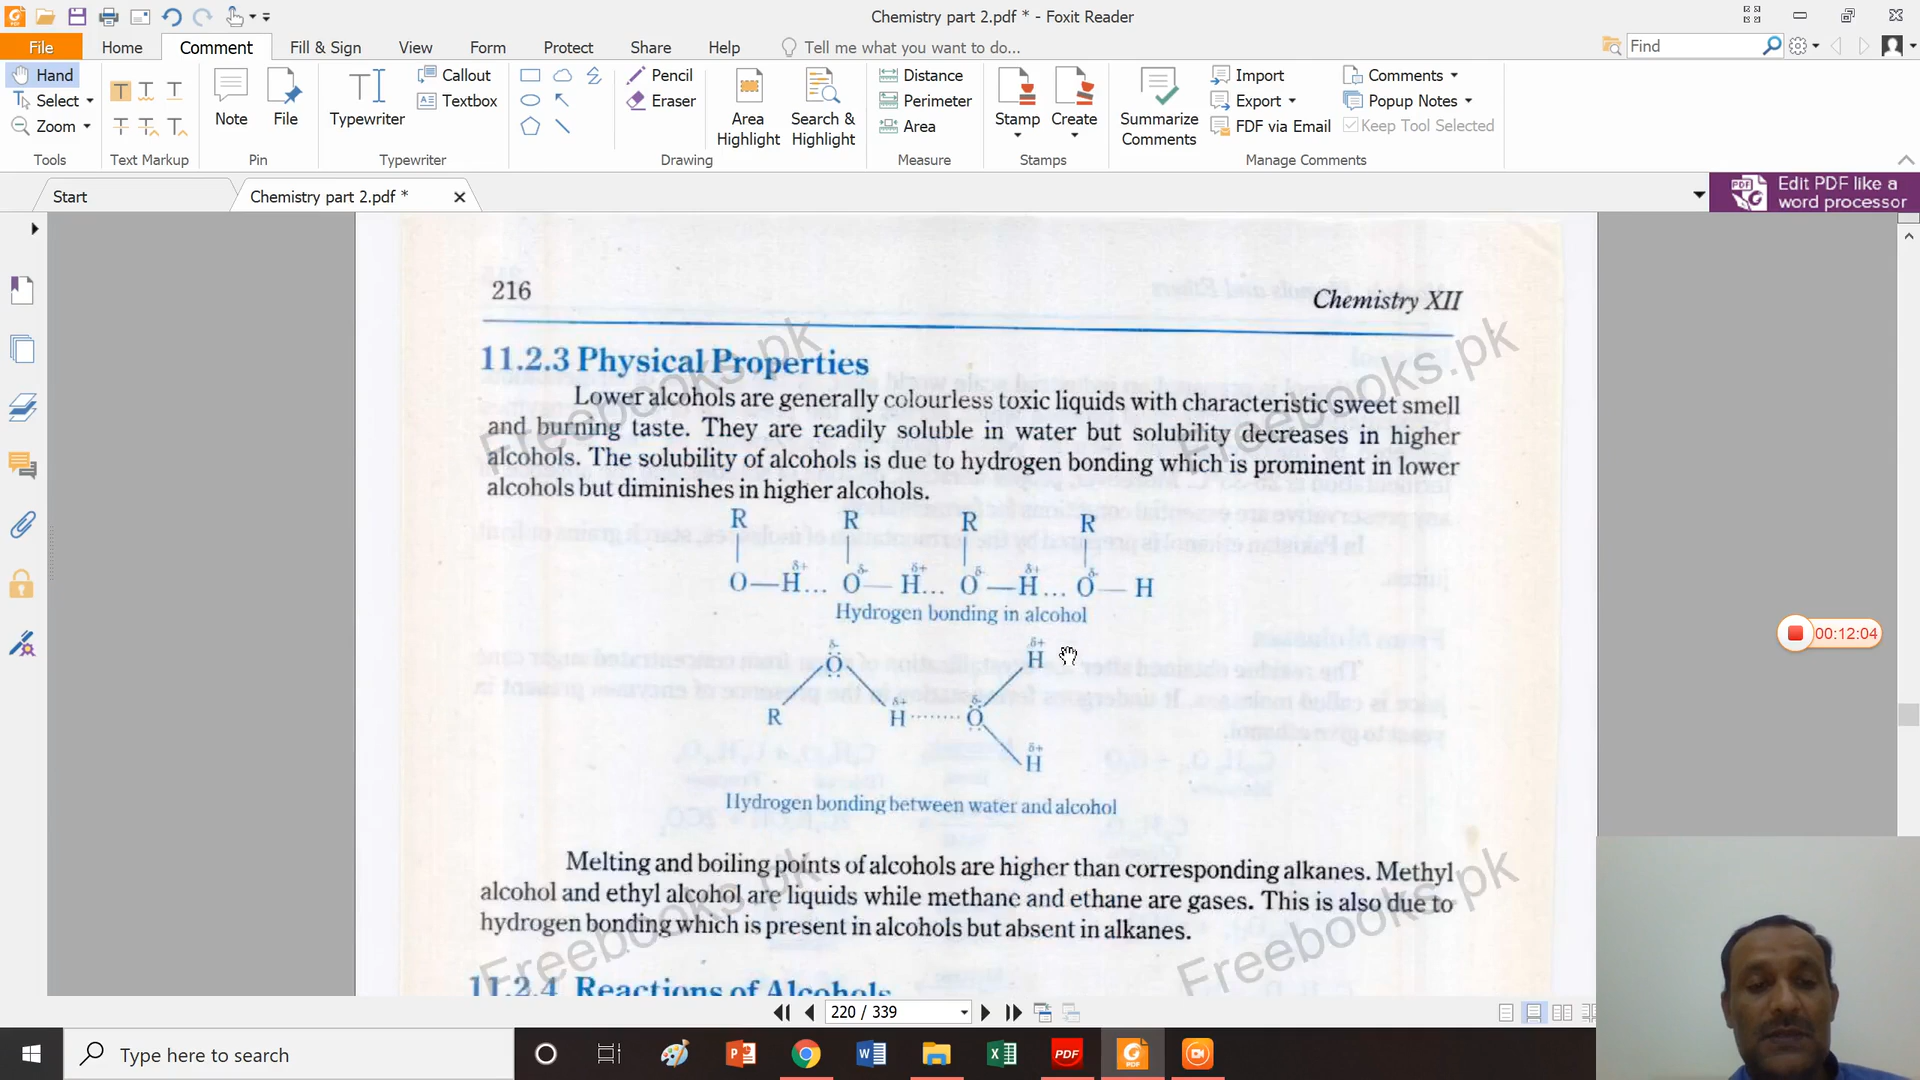 Chemistry part 2.pdf * - Foxit Reader
File Home Comment Fill & Sign View Form Protect Share Help Tell me what you want to do... Find
Hand
Select
Zoom
Tools
Text Markup
Note
File
Pin
Typewriter
Callout
Textbox
Typewriter
Pencil
Eraser
Area Highlight
Search & Highlight
Drawing
Distance
Perimeter
Area
Measure
Stamp
Create
Stamps
Summarize Comments
Import
Export
FDF via Email
Comments
Popup Notes
Keep Tool Selected
Manage Comments
Start
Chemistry part 2.pdf *
Edit PDF like a
word processor
216 Chemistry XII
11.2.3 Physical Properties
Lower alcohols are generally colourless toxic liquids with characteristic sweet smell
and burning taste. They are readily soluble in water but solubility decreases in higher
alcohols. The solubility of alcohols is due to hydrogen bonding which is prominent in lower
alcohols but diminishes in higher alcohols.
R R R R
δ+ δ- δ+ δ- δ+ δ-
O—H... O—H... O—H... O—H
Hydrogen bonding in alcohol
δ- δ+
O H
δ+ δ-
R H ........ O
δ+
H
Hydrogen bonding between water and alcohol
Melting and boiling points of alcohols are higher than corresponding alkanes. Methyl
alcohol and ethyl alcohol are liquids while methane and ethane are gases. This is also due to
hydrogen bonding which is present in alcohols but absent in alkanes.
11.2.4 Reactions of Alcohols
Freebooks.pk
Freebooks.pk
Freebooks.pk
Freebooks.pk
00:12:04
220 / 339
Type here to search